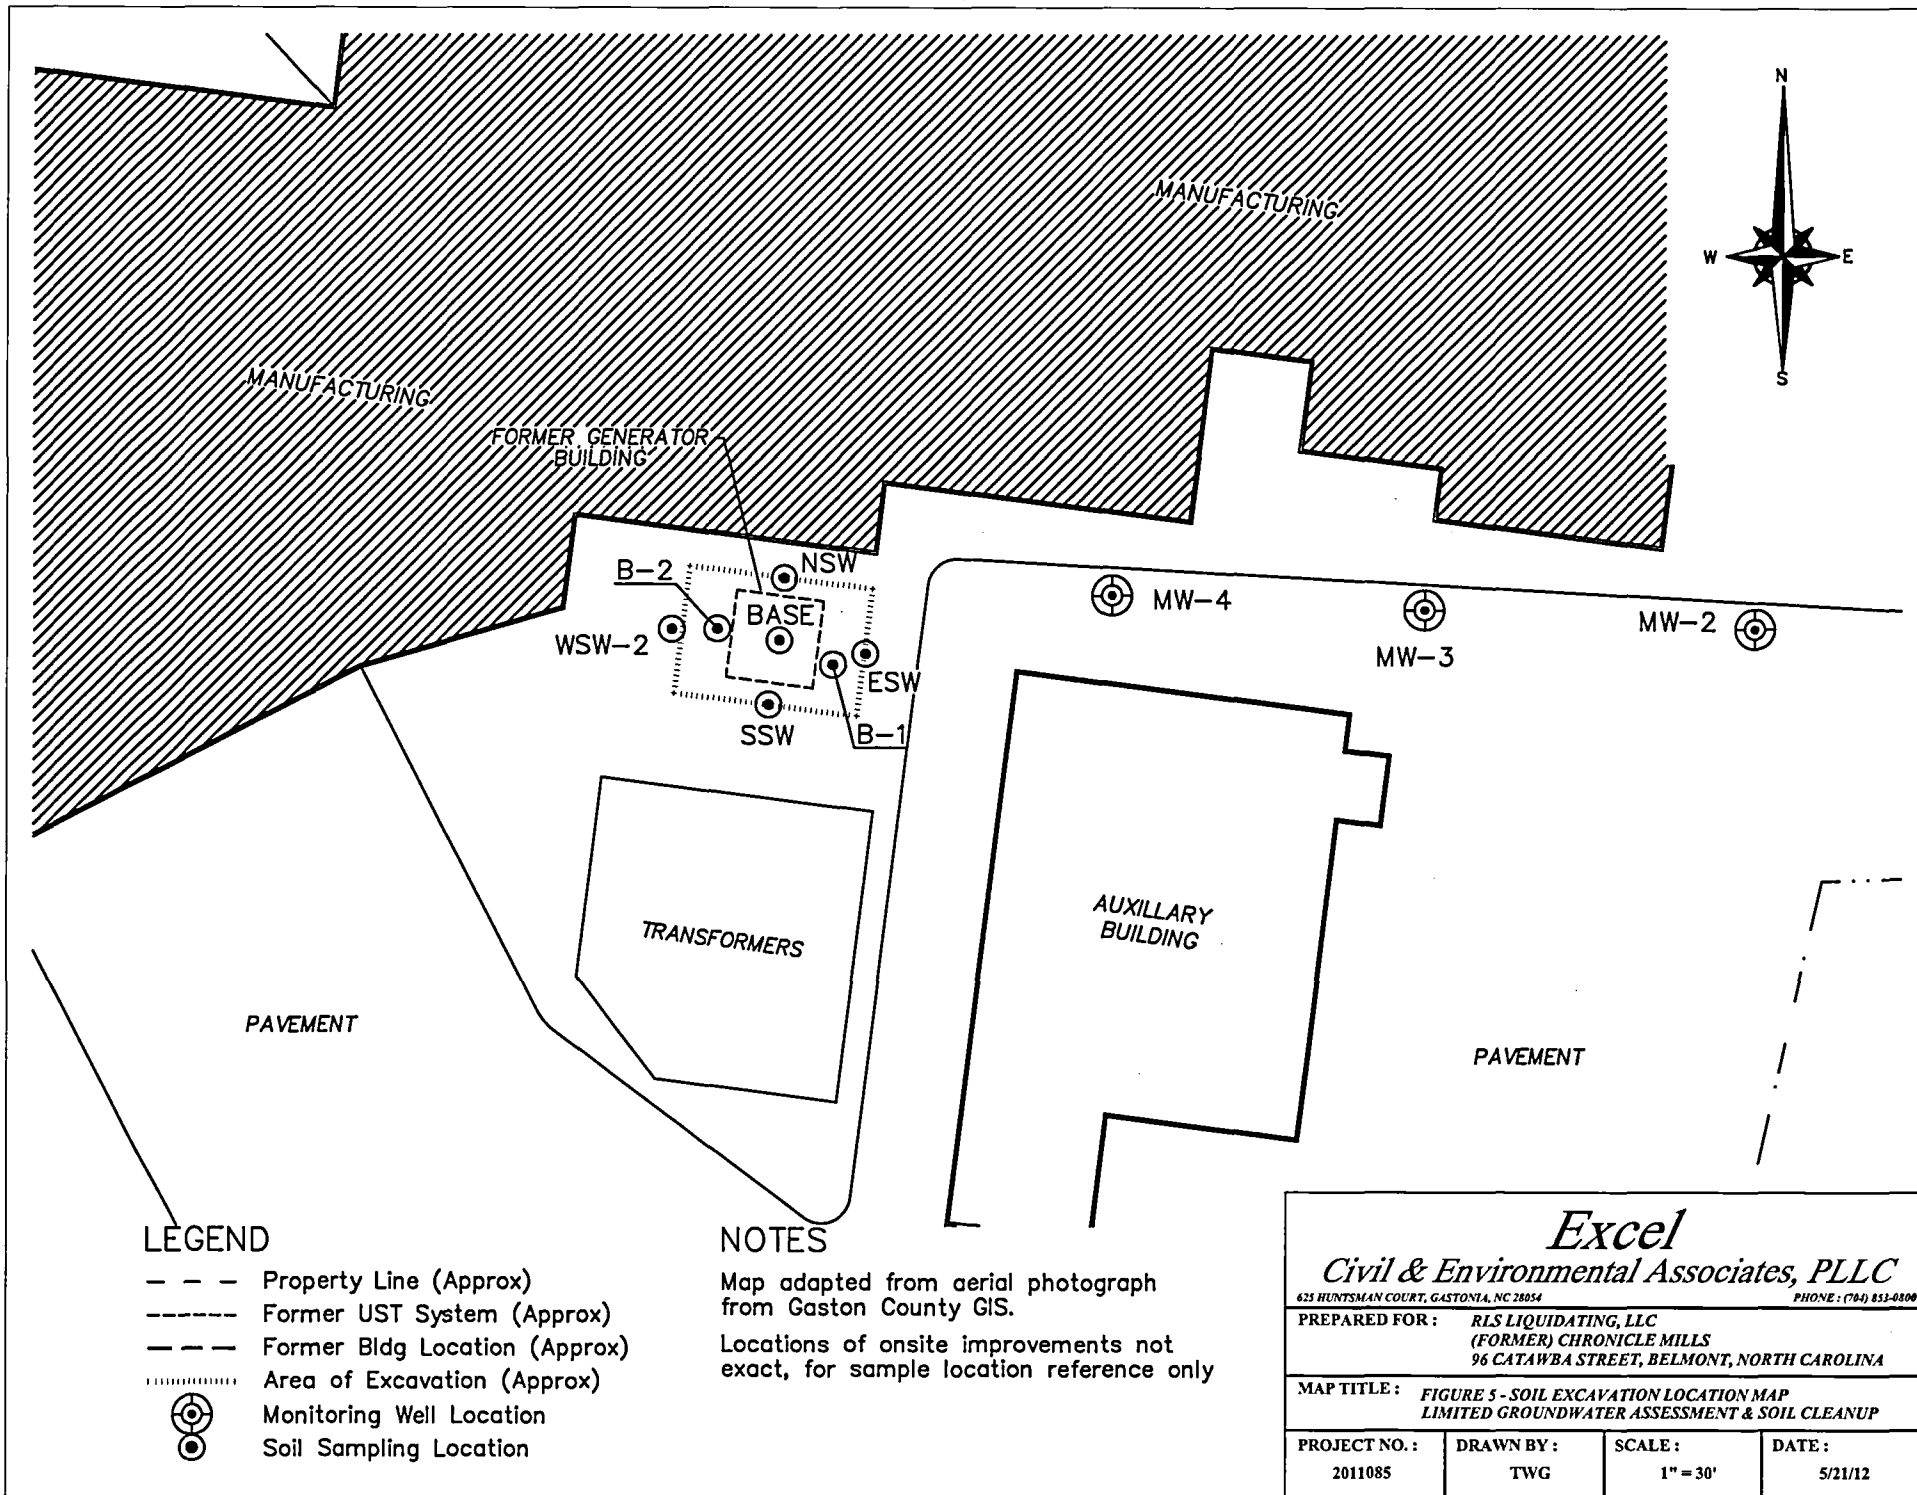 N
W
E
S
MANUFACTURING
MANUFACTURING
FORMER GENERATOR
BUILDING
NSW
B-2
BASE
WSW-2
ESW
SSW
B-1
MW-4
MW-3
MW-2
TRANSFORMERS
AUXILLARY
BUILDING
PAVEMENT
PAVEMENT
LEGEND
Property Line (Approx)
Former UST System (Approx)
Former Bldg Location (Approx)
Area of Excavation (Approx)
Monitoring Well Location
Soil Sampling Location
NOTES
Map adapted from aerial photograph
from Gaston County GIS.
Locations of onsite improvements not
exact, for sample location reference only
Excel
Civil & Environmental Associates, PLLC
625 HUNTSMAN COURT, GASTONIA, NC 28054 PHONE : (704) 853-0800
PREPARED FOR : RLS LIQUIDATING, LLC
(FORMER) CHRONICLE MILLS
96 CATAWBA STREET, BELMONT, NORTH CAROLINA
MAP TITLE : FIGURE 5 - SOIL EXCAVATION LOCATION MAP
LIMITED GROUNDWATER ASSESSMENT & SOIL CLEANUP
PROJECT NO. : DRAWN BY : SCALE : DATE :
2011085 TWG 1" = 30' 5/21/12